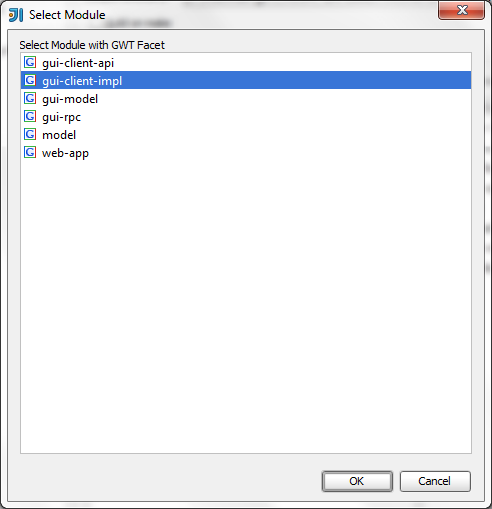 Select Module
Select Module with GWT Facet
gui-client-api
gui-client-impl
gui-model
gui-rpc
model
web-app
OK
Cancel